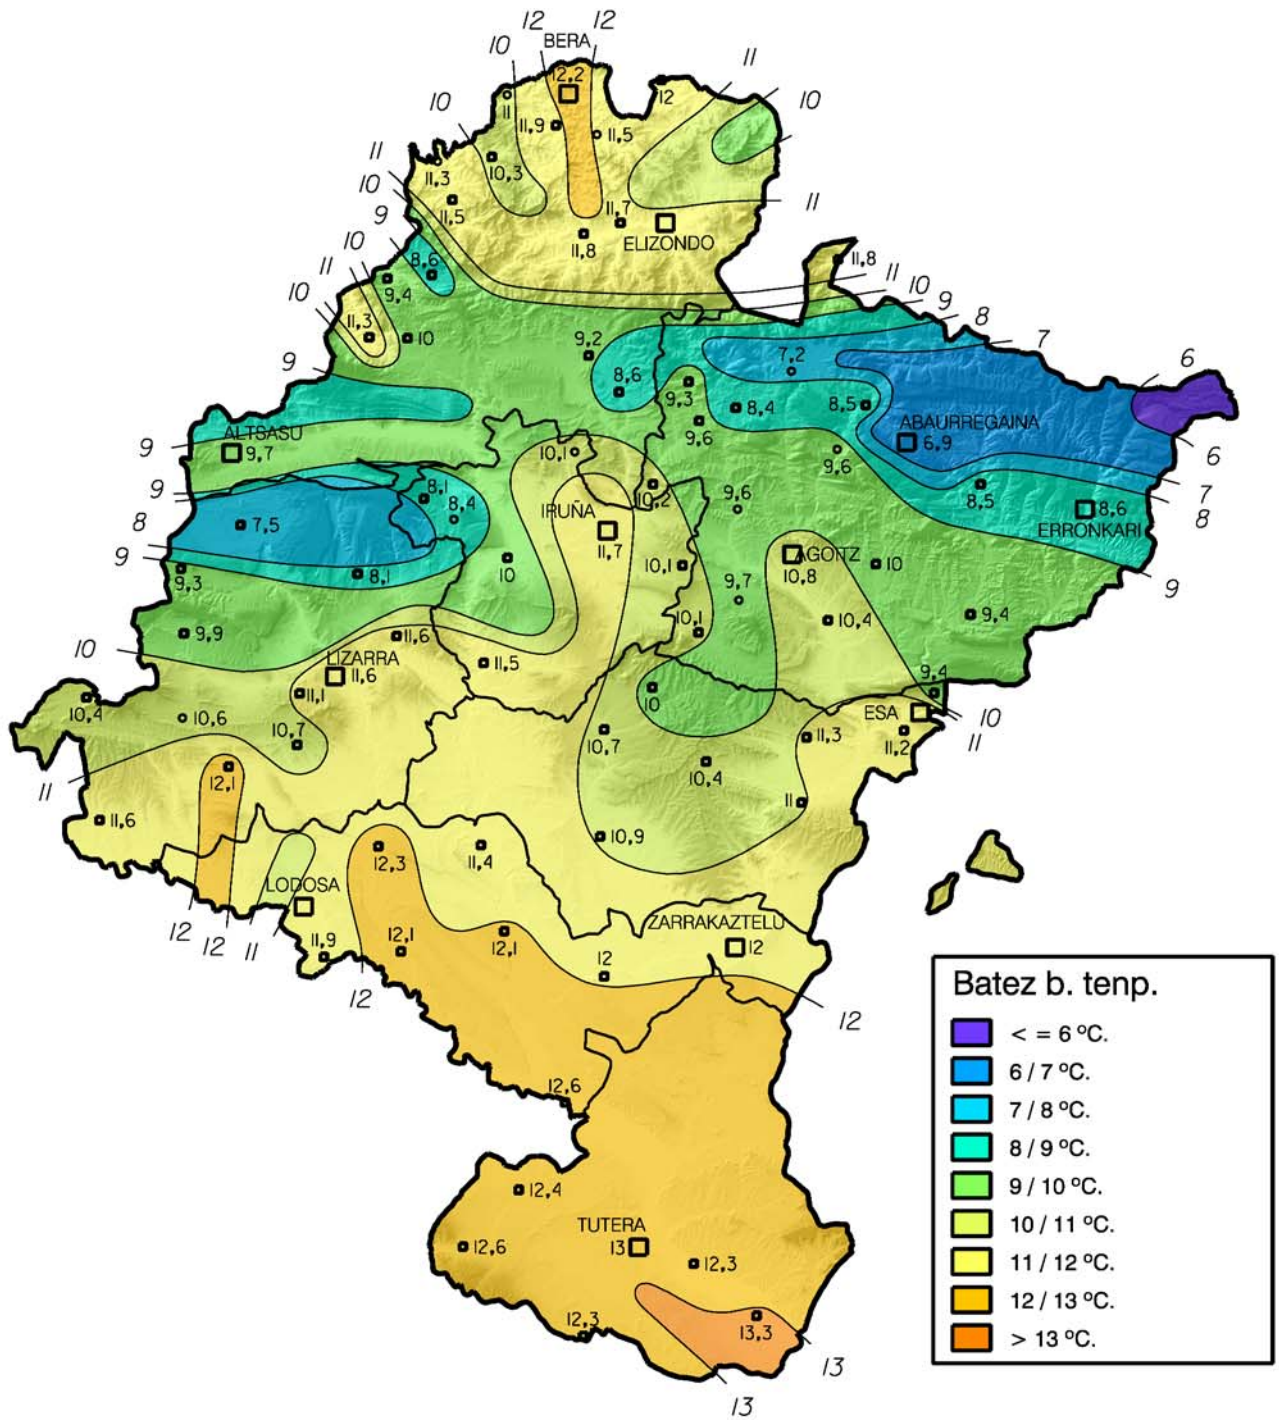 12 12
10 BERA
12,2 11
12 10
10 11
11,9 11,5
11 10,3
11,3
10 11,5 11,7 11
9 11,8 ELIZONDO
10 8,6 11,8
11 9,4 11 10
10 9
11,3 10 8
9,2 7,2 7
9 8,6 9,3 6
8,4 8,5
9,6 ABAURREGAINA
ALTSASU 6,9
9 9,7 10,1 9,6 6
9 8,1 10,2 9,6 8,5 7
8,4 IRUÑA 8,6 8
8 7,5 11,7 ERRONKARI
AGOITZ
9 10 10,1 10,8 10
9,3 8,1 9
9,7
9,9 10,1 10,4 9,4
10 11,6
LIZARRA 11,5
11,6
11,1 10 9,4
10,4 10,6 ESA 10
10,7 10,7 11,3 11,2 11
12,1 10,4
11 11
11,6 10,9
12,3 11,4
LODOSA
ZARRAKAZTELU
12 12 11 11,9 12,1 12,1 12 12
12 12
12,6
12,4
TUTERA
12,6 13 12,3
12,3 13,3
13
13
Batez b. tenp.
< = 6 ºC.
6 / 7 ºC.
7 / 8 ºC.
8 / 9 ºC.
9 / 10 ºC.
10 / 11 ºC.
11 / 12 ºC.
12 / 13 ºC.
> 13 ºC.